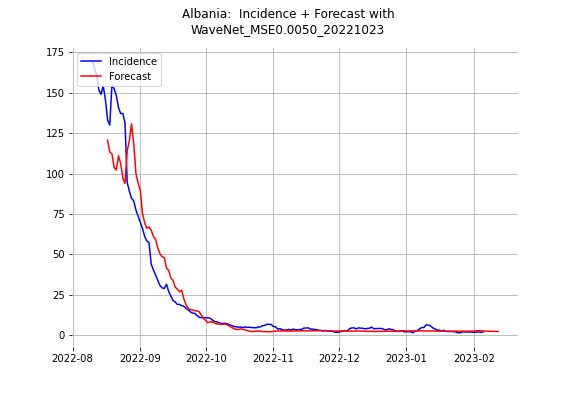 Albania:  Incidence + Forecast with
WaveNet_MSE0.0050_20221023
Incidence
Forecast
175
150
125
100
75
50
25
0
2022-08 2022-09 2022-10 2022-11 2022-12 2023-01 2023-02